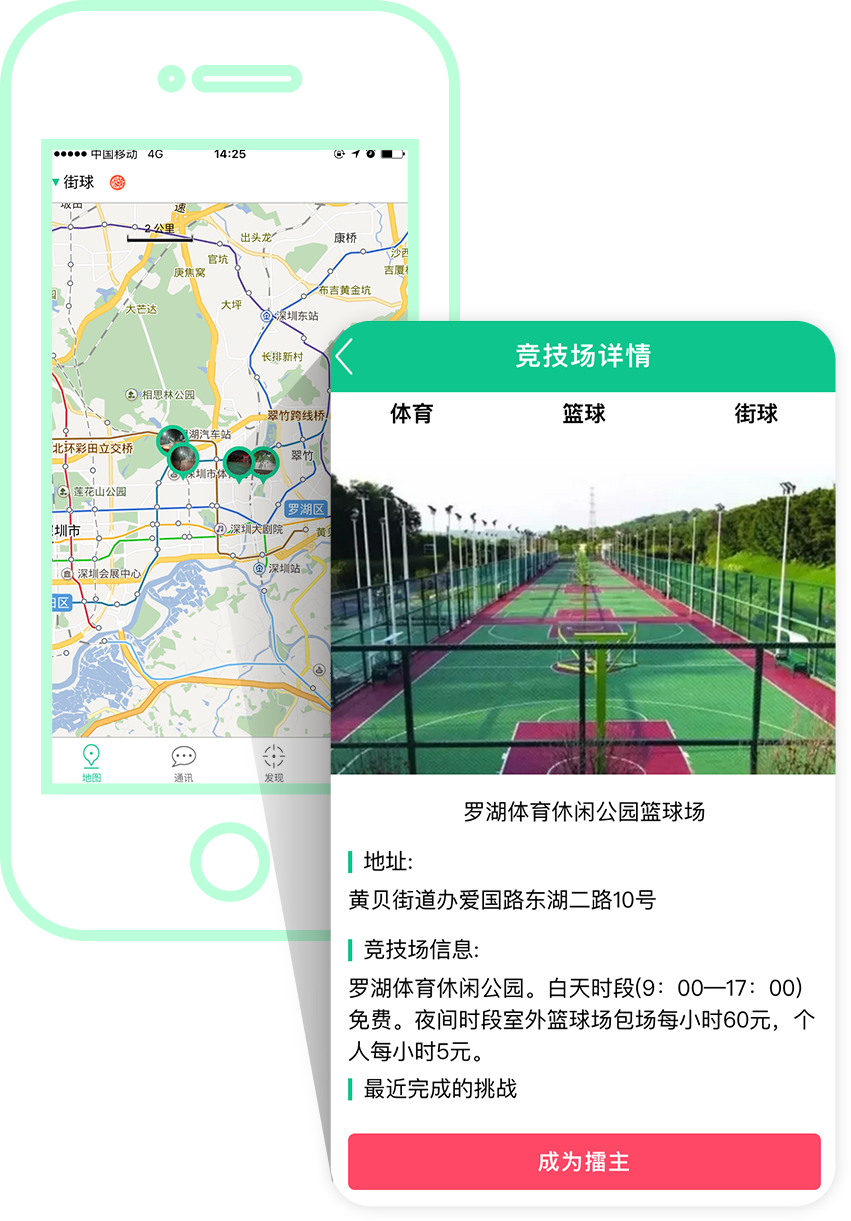 中国移动 4G 14:25
街球
坂田
速
2 公里
出头龙
康桥
官坑
沙西
庚焦窝
吉厦
布吉黄金坑
大芒达
大坪
深圳东站
长排新村
相思林公园
翠竹跨线桥
湖汽车站
北环彩田立交桥
翠竹
深圳市体
莲花山公园
罗湖区
圳市
深圳大剧院
黄贝
深圳会展中心
深圳站
田区
地图
通讯
发现
竞技场详情
体育
篮球
街球
罗湖体育休闲公园篮球场
地址:
黄贝街道办爱国路东湖二路10号
竞技场信息:
罗湖体育休闲公园。白天时段(9：00—17：00)
免费。夜间时段室外篮球场包场每小时60元，个
人每小时5元。
最近完成的挑战
成为擂主